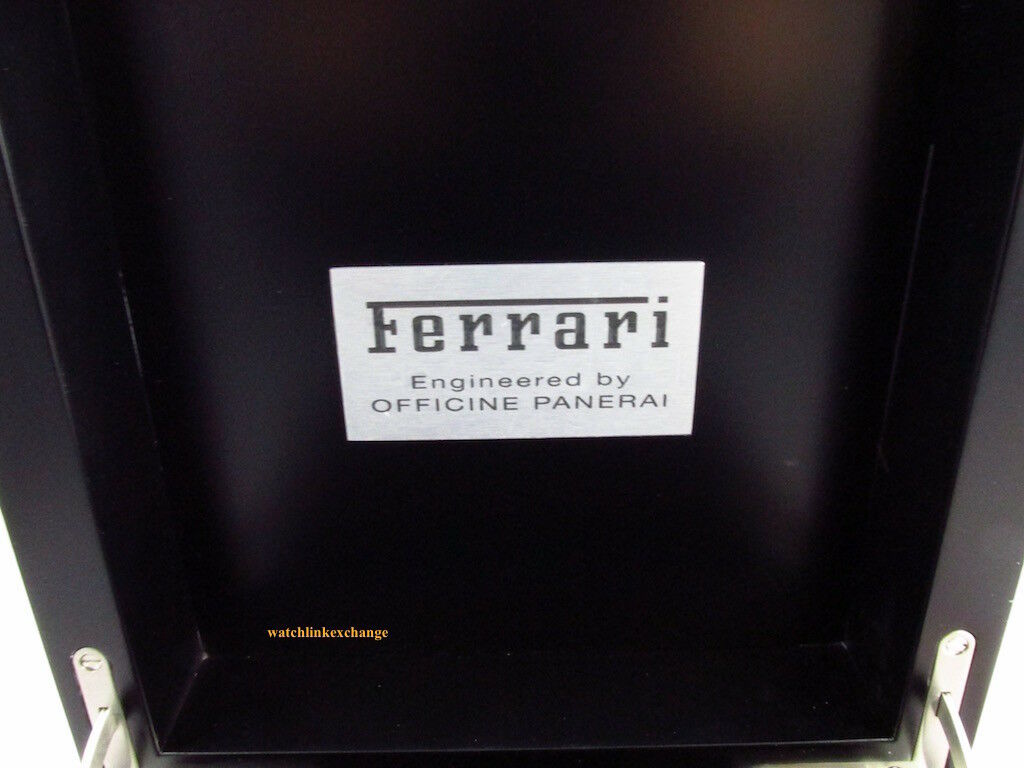 Ferrari
Engineered by
OFFICINE PANERAI
watchlinkexchange